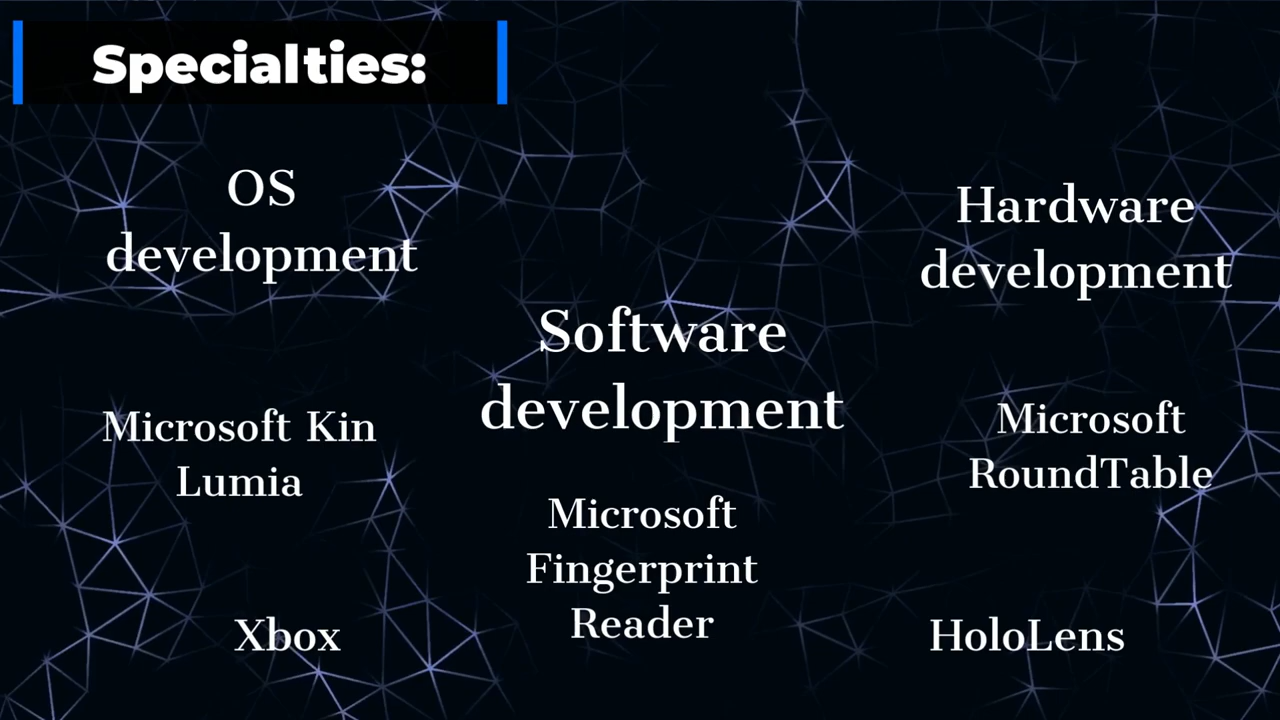 Specialties:
OS
development
Hardware
development
Software
development
Microsoft Kin
Lumia
Microsoft
RoundTable
Microsoft
Fingerprint
Reader
Xbox
HoloLens